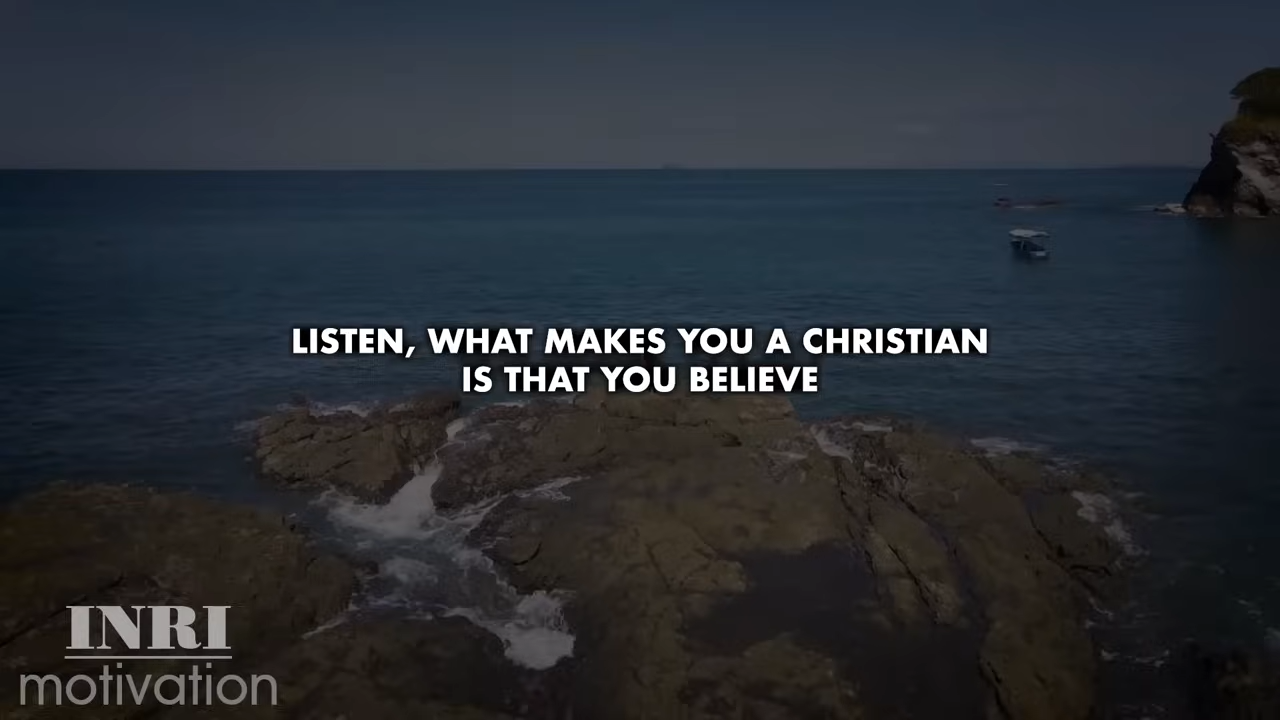 LISTEN, WHAT MAKES YOU A CHRISTIAN
IS THAT YOU BELIEVE
INRI
motivation